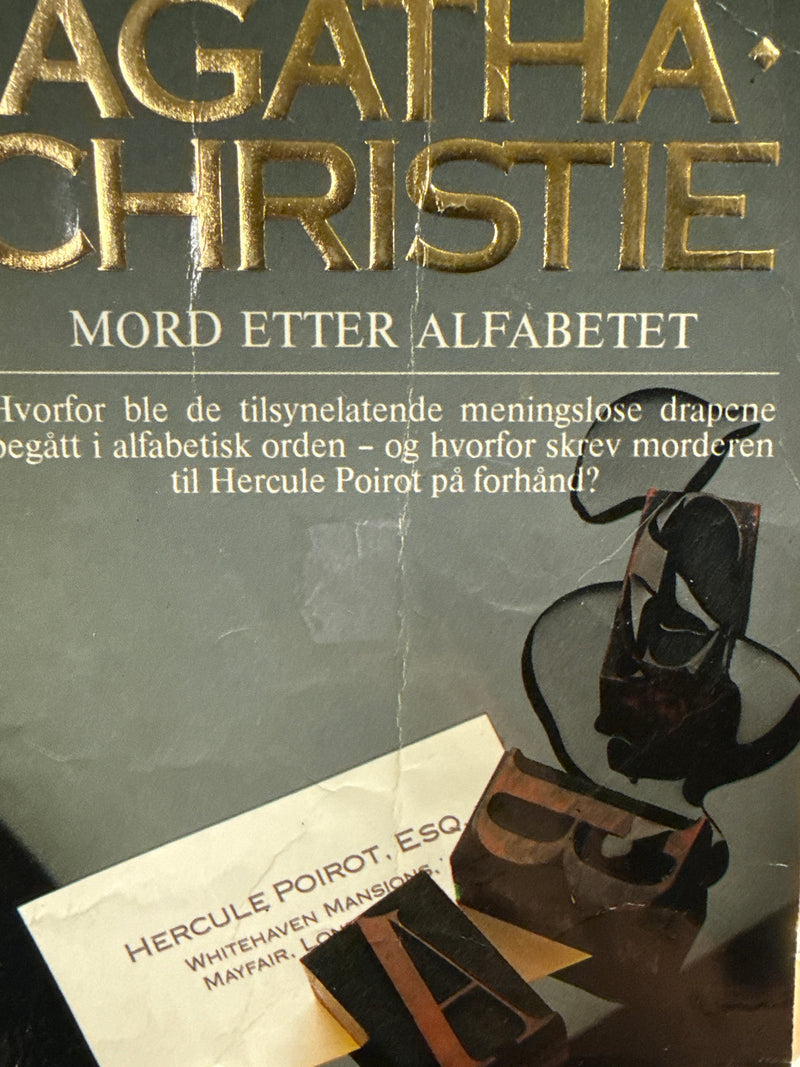 AGATHA
CHRISTIE
MORD ETTER ALFABETET
Hvorfor ble de tilsynelatende meningsløse drapene
begått i alfabetisk orden – og hvorfor skrev morderen
til Hercule Poirot på forhånd?
HERCULE POIROT, ESQ.
WHITEHAVEN MANSIONS,
MAYFAIR,
B
A